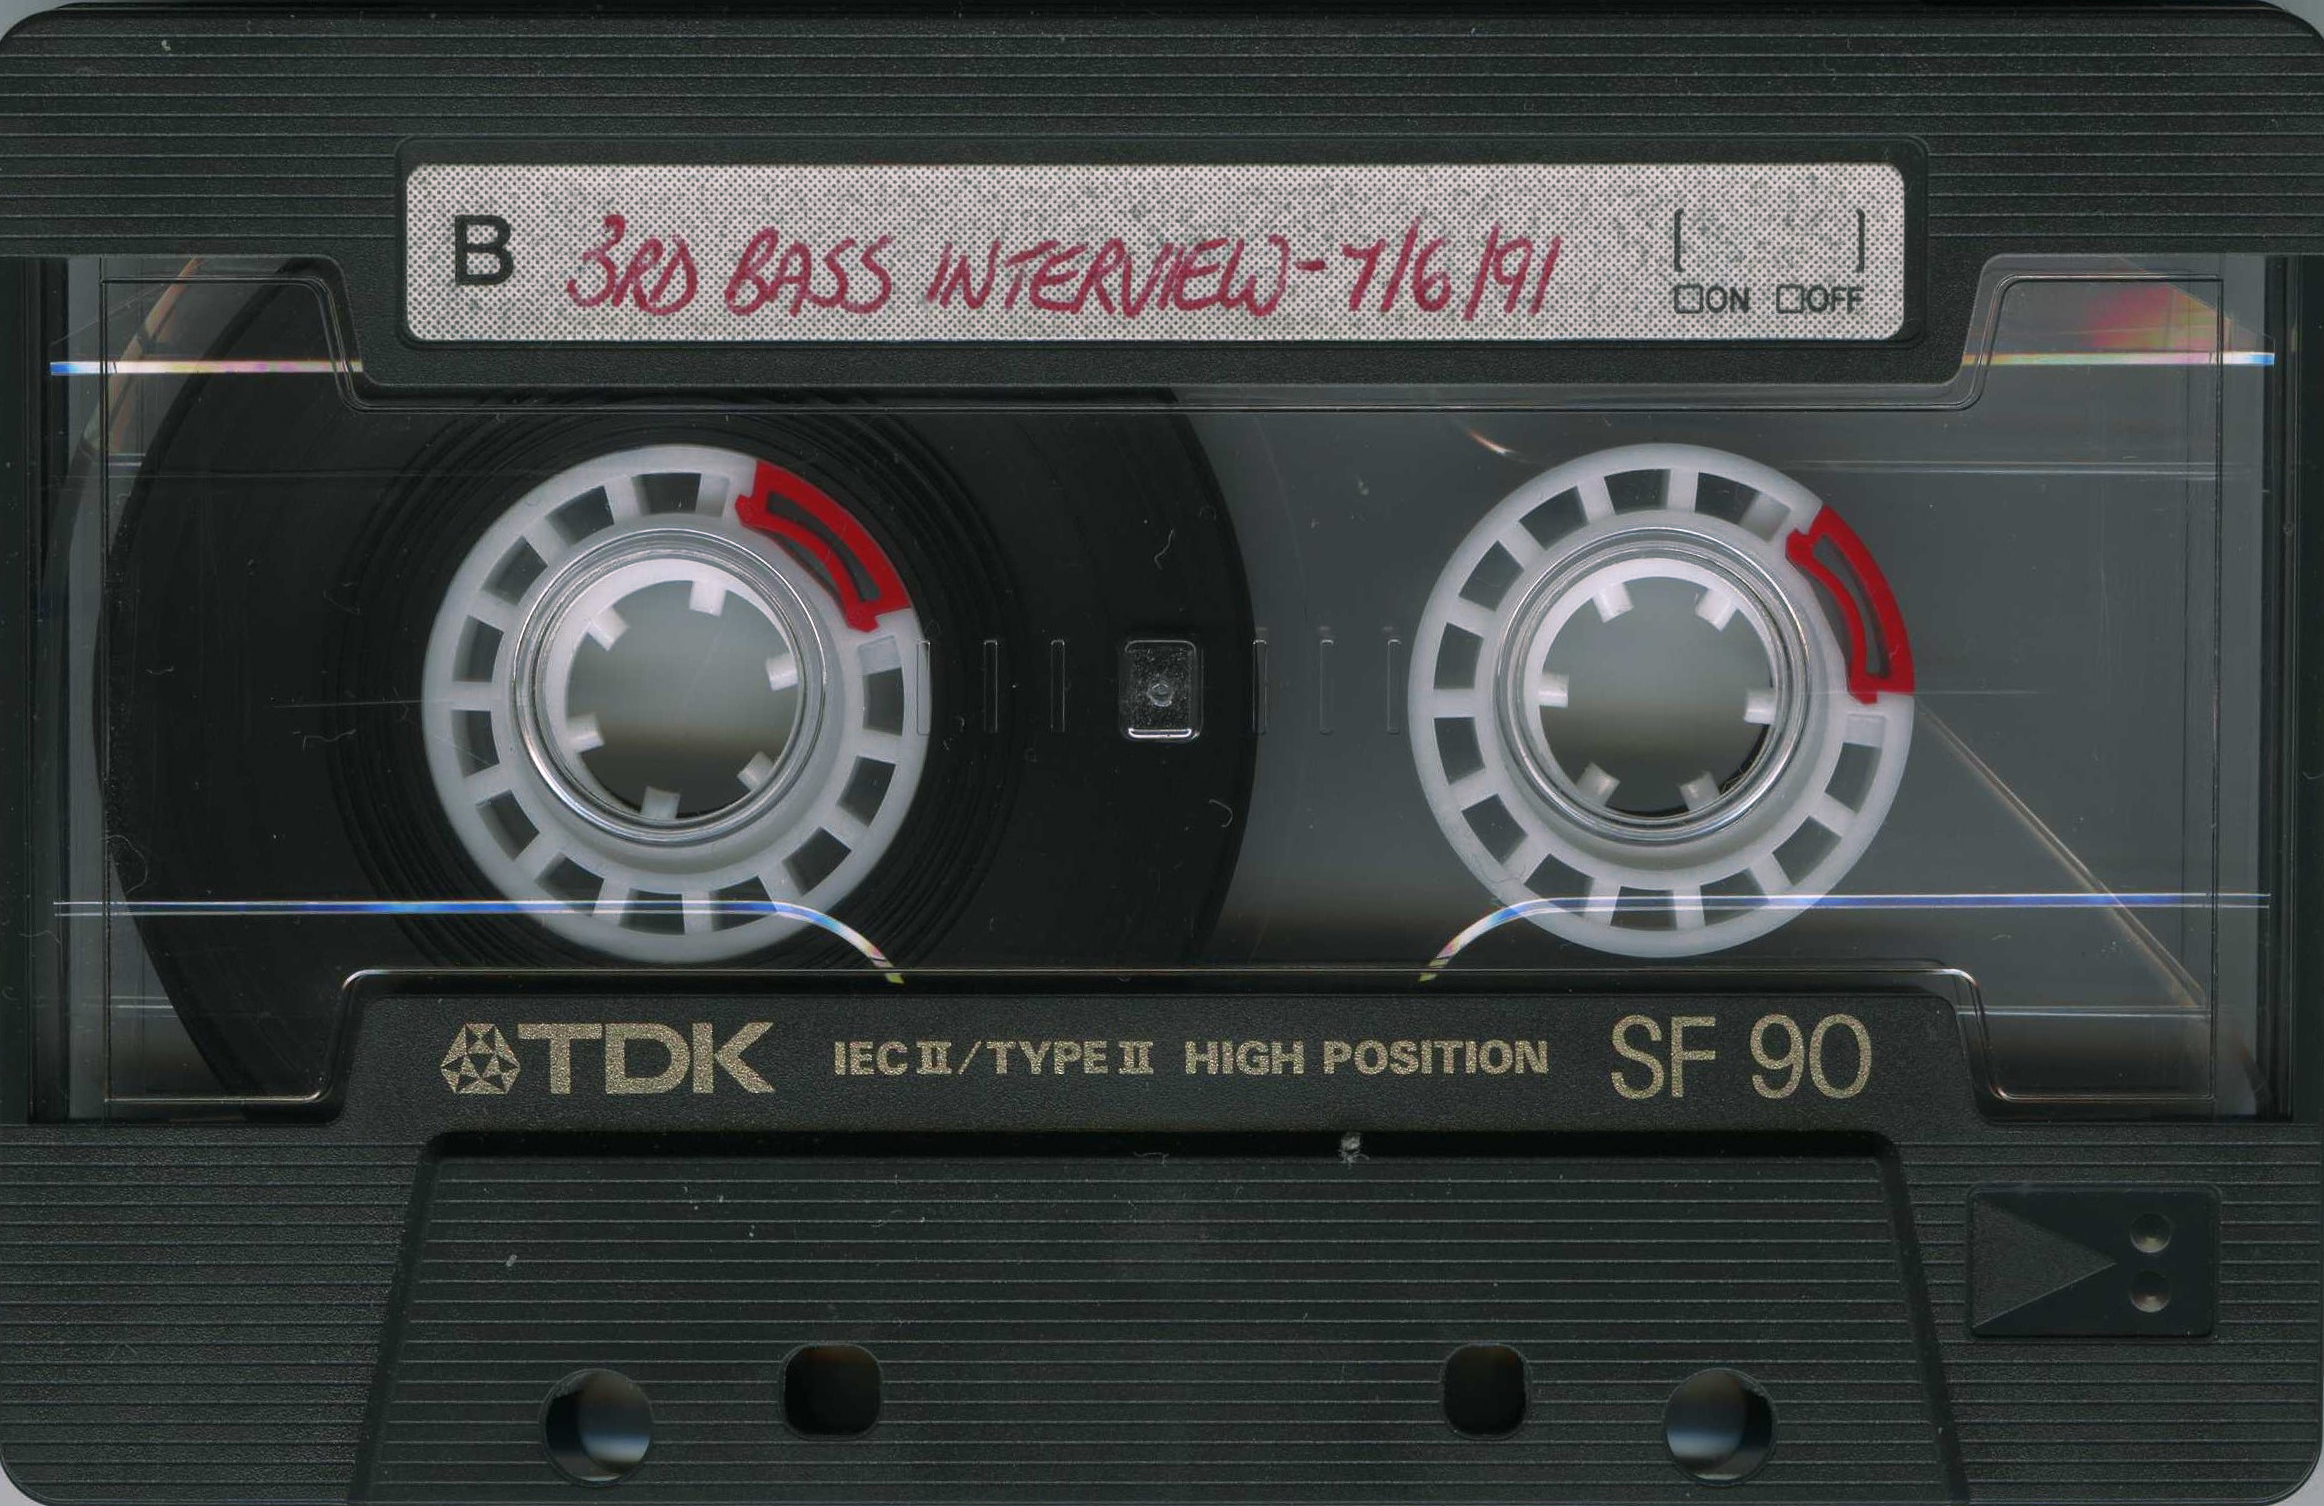 B 3RD BASS INTERVIEW-7/6/91 [ ]
□ON □OFF
TDK IEC II/TYPE II HIGH POSITION SF 90